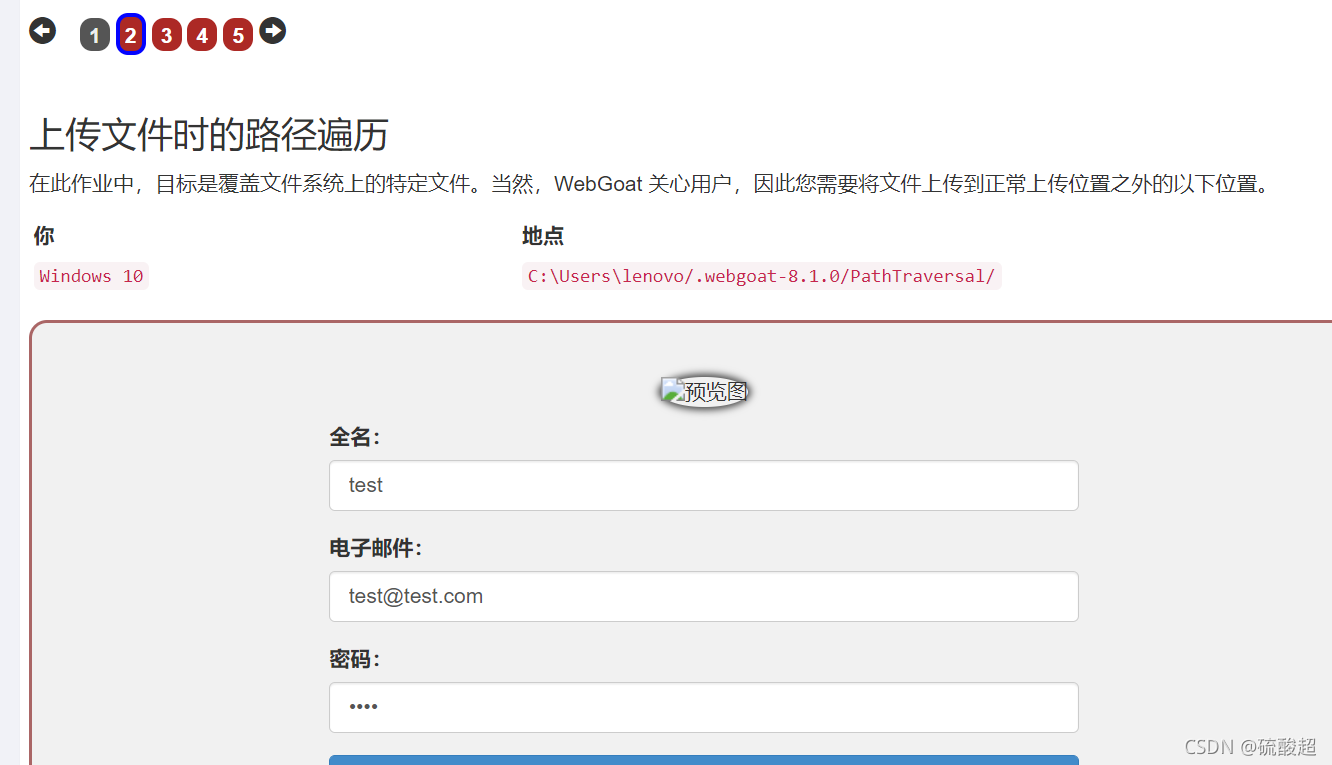 1 2 3 4 5
上传文件时的路径遍历
在此作业中，目标是覆盖文件系统上的特定文件。当然，WebGoat 关心用户，因此您需要将文件上传到正常上传位置之外的以下位置。
你 地点
Windows 10 C:\Users\lenovo/.webgoat-8.1.0/PathTraversal/
预览图
全名：
test
电子邮件：
test@test.com
密码：
••••
CSDN @硫酸超